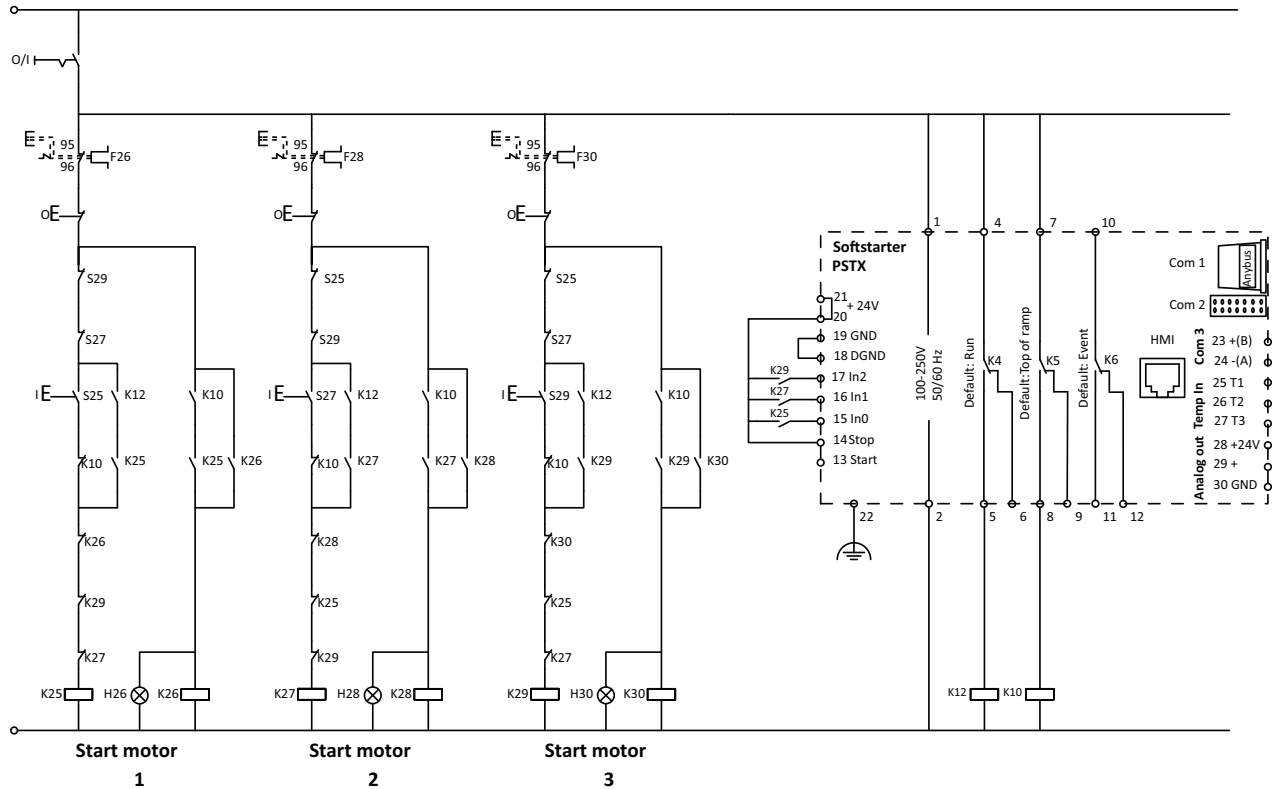 O/I
95
96
F26
95
96
F28
95
96
F30
O
O
O
S29
S27
I
S25
K12
K10
K10
K25
K25
K26
K26
K29
K27
K25
H26
K26
S25
S29
I
S27
K12
K10
K10
K27
K27
K28
K28
K25
K29
K27
H28
K28
S25
S27
I
S29
K12
K10
K10
K29
K29
K30
K30
K25
K27
K29
H30
K30
Start motor
1
Start motor
2
Start motor
3
1
4
7
10
Softstarter
PSTX
21
+ 24V
20
19 GND
18 DGND
17 In2
16 In1
15 In0
14 Stop
13 Start
K29
K27
K25
22
100-250V
50/60 Hz
Default: Run
K4
Default: Top of ramp
K5
Default: Event
K6
2
5
6
8
9
11
12
K12
K10
Com 1
Anybus
Com 2
HMI
Com 3
23 +(B)
24 -(A)
Temp In
25 T1
26 T2
27 T3
Analog out
28 +24V
29 +
30 GND